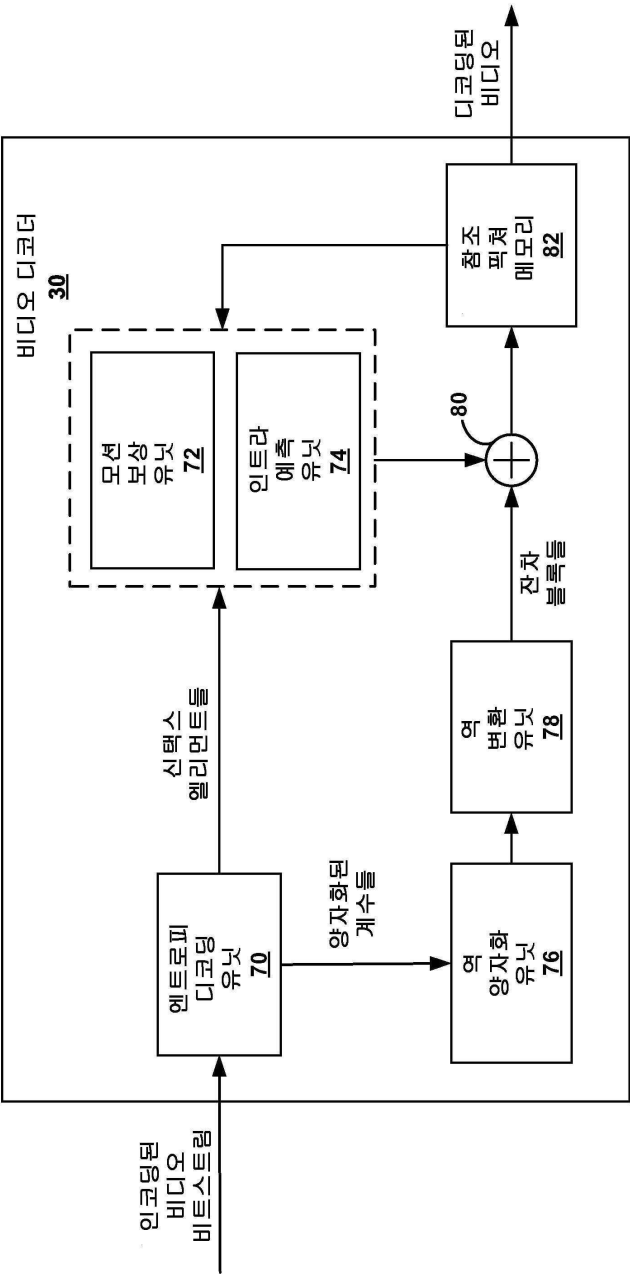 비디오 디코더
30
인코딩된
비디오
비트스트림
엔트로피
디코딩
유닛
70
신택스
엘리먼트들
양자화된
계수들
모션
보상
유닛
72
인트라
예측
유닛
74
역
양자화
유닛
76
역
변환
유닛
78
잔차
블록들
80
참조
픽쳐
메모리
82
디코딩된
비디오